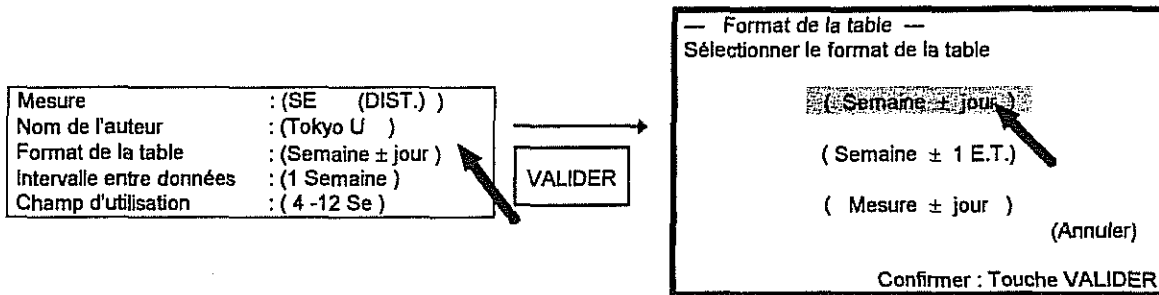 Mesure : (SE (DIST.) )
Nom de l'auteur : (Tokyo U )
Format de la table : (Semaine ± jour )
Intervalle entre données : (1 Semaine )
Champ d'utilisation : ( 4 -12 Se )
VALIDER
— Format de la table —
Sélectionner le format de la table
( Semaine ± jour )
( Semaine ± 1 E.T.)
( Mesure ± jour )
(Annuler)
Confirmer : Touche VALIDER